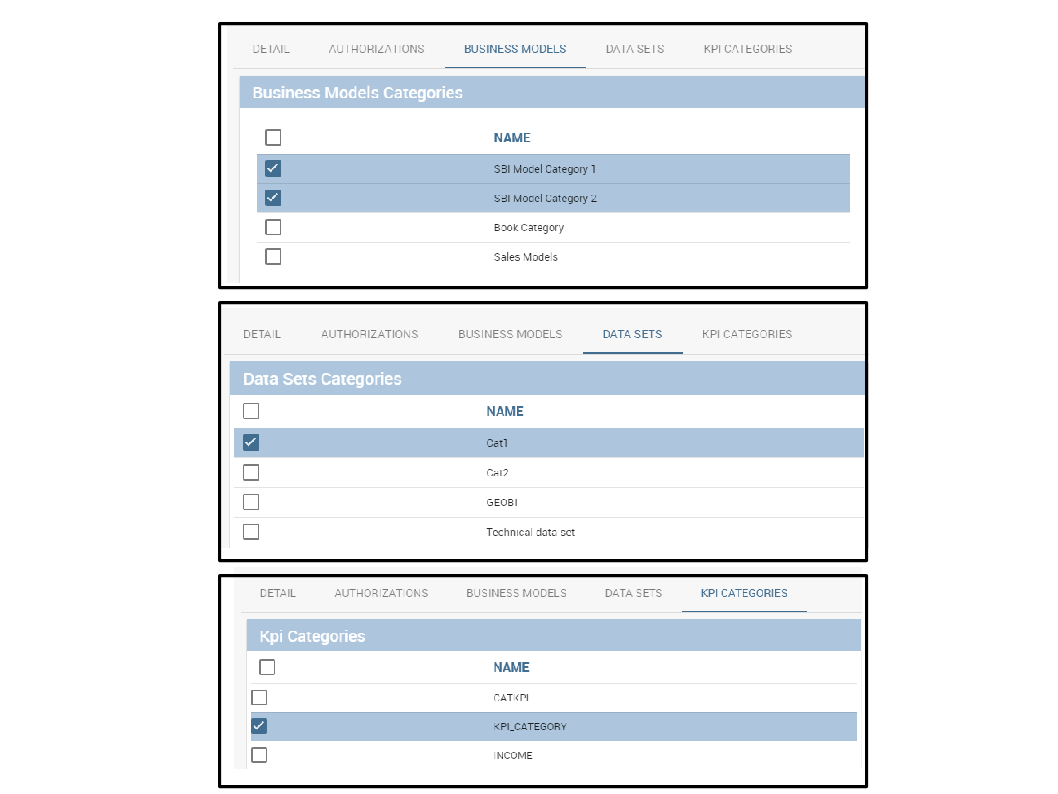 DETAIL AUTHORIZATIONS BUSINESS MODELS DATA SETS KPI CATEGORIES
Business Models Categories
NAME
SBI Model Category 1
SBI Model Category 2
Book Category
Sales Models
DETAIL AUTHORIZATIONS BUSINESS MODELS DATA SETS KPI CATEGORIES
Data Sets Categories
NAME
Cat1
Cat2
GEOBI
Technical data set
DETAIL AUTHORIZATIONS BUSINESS MODELS DATA SETS KPI CATEGORIES
Kpi Categories
NAME
CATKPI
KPI_CATEGORY
INCOME